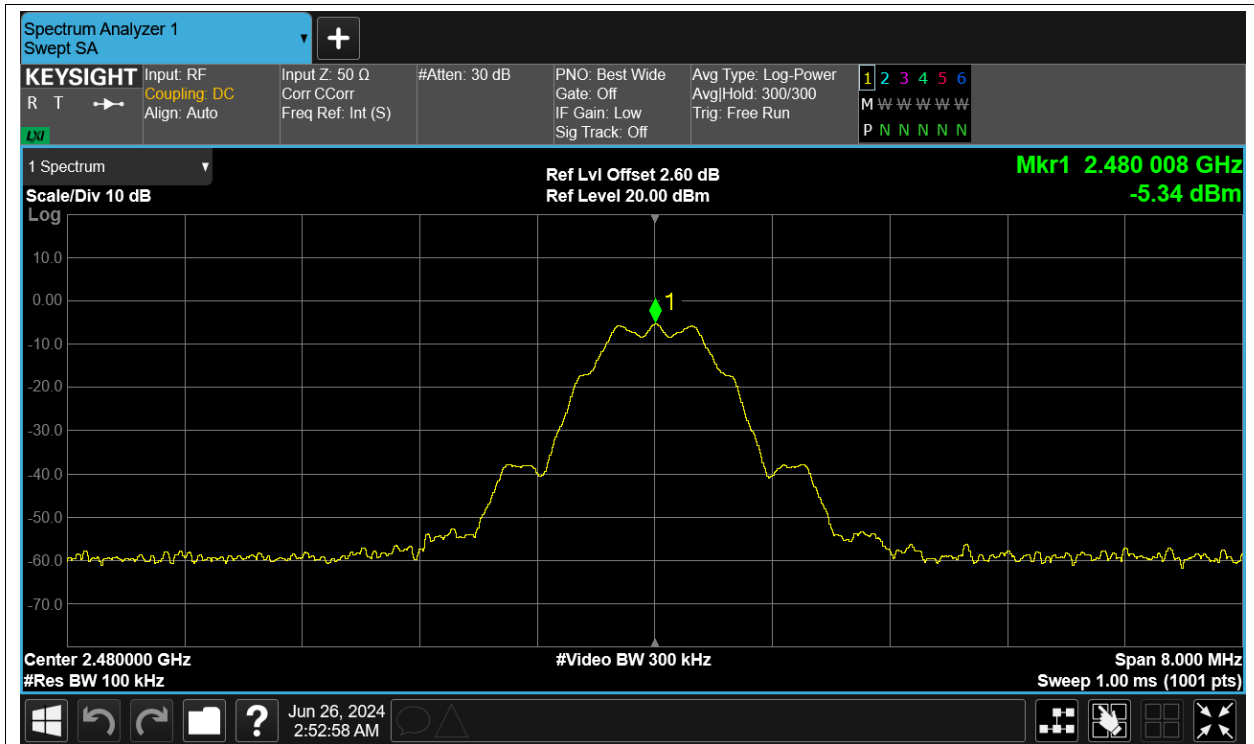 Spectrum Analyzer 1
Swept SA
KEYSIGHT
R T
LXI
Input: RF
Coupling: DC
Align: Auto
Input Z: 50 Ω
Corr CCorr
Freq Ref: Int (S)
#Atten: 30 dB
PNO: Best Wide
Gate: Off
IF Gain: Low
Sig Track: Off
Avg Type: Log-Power
Avg|Hold: 300/300
Trig: Free Run
1 2 3 4 5 6
M W W W W W
P N N N N N
1 Spectrum
Scale/Div 10 dB
Log
Ref Lvl Offset 2.60 dB
Ref Level 20.00 dBm
Mkr1 2.480 008 GHz
-5.34 dBm
10.0
0.00
1
-10.0
-20.0
-30.0
-40.0
-50.0
-60.0
-70.0
Center 2.480000 GHz
#Video BW 300 kHz
Span 8.000 MHz
#Res BW 100 kHz
Sweep 1.00 ms (1001 pts)
?
Jun 26, 2024
2:52:58 AM